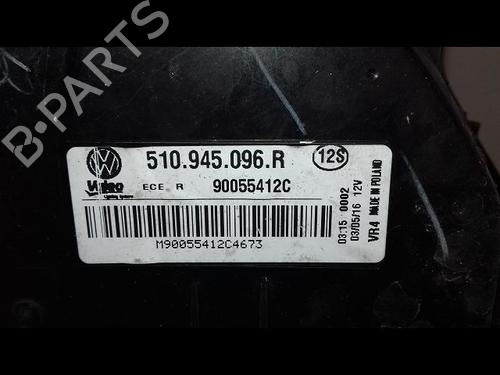 B-PARTS
510.945.096.R
12S
Valeo
ECE R 90055412C
M90055412C4673
03:15 0002
03/05/16 12V
VR4 MADE IN POLAND